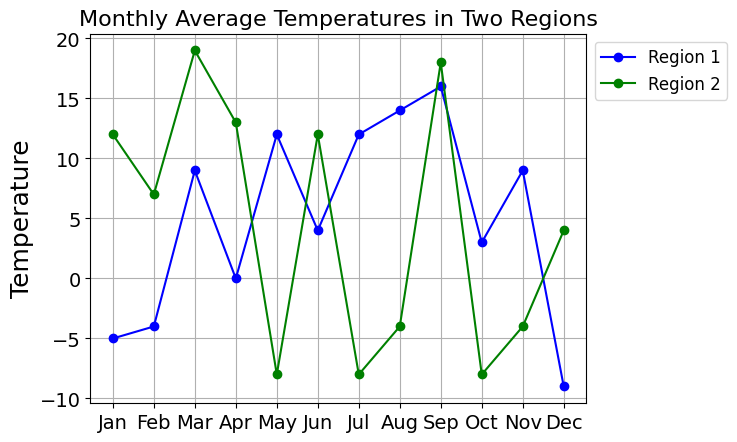 Monthly Average Temperatures in Two Regions
Region 1
Region 2
Temperature
20
15
10
5
0
−5
−10
Jan Feb Mar Apr May Jun Jul Aug Sep Oct Nov Dec